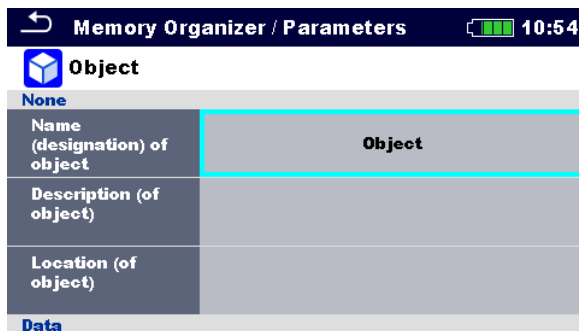 Memory Organizer / Parameters 10:54
Object
None
Name
(designation) of
object
Object
Description (of
object)
Location (of
object)
Data